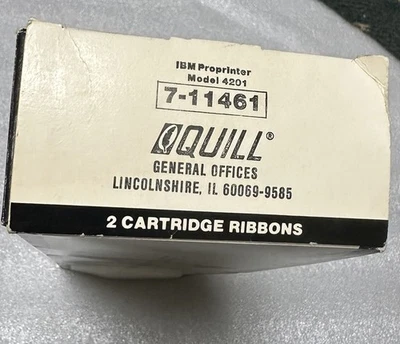 IBM Proprinter
Model 4201
7-11461
QUILL®
GENERAL OFFICES
LINCOLNSHIRE, IL 60069-9585
2 CARTRIDGE RIBBONS